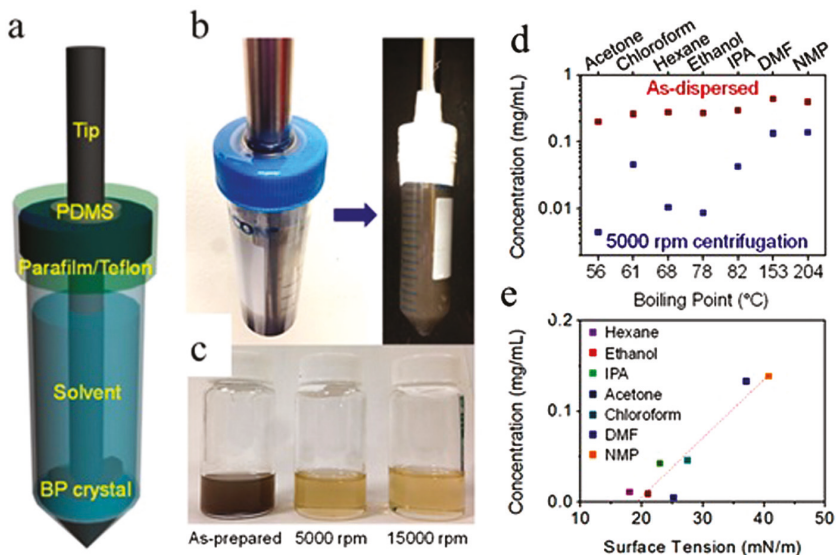 a
Tip
PDMS
Parafilm/Teflon
Solvent
BP crystal
b
c
As-prepared 5000 rpm 15000 rpm
d
Acetone Chloroform Hexane Ethanol IPA DMF NMP
As-dispersed
5000 rpm centrifugation
Concentration (mg/mL)
1
0.1
0.01
56 61 68 78 82 153 204
Boiling Point (°C)
e
Hexane
Ethanol
IPA
Acetone
Chloroform
DMF
NMP
Concentration (mg/mL)
0.2
0.1
0.0
10 20 30 40 50
Surface Tension (mN/m)